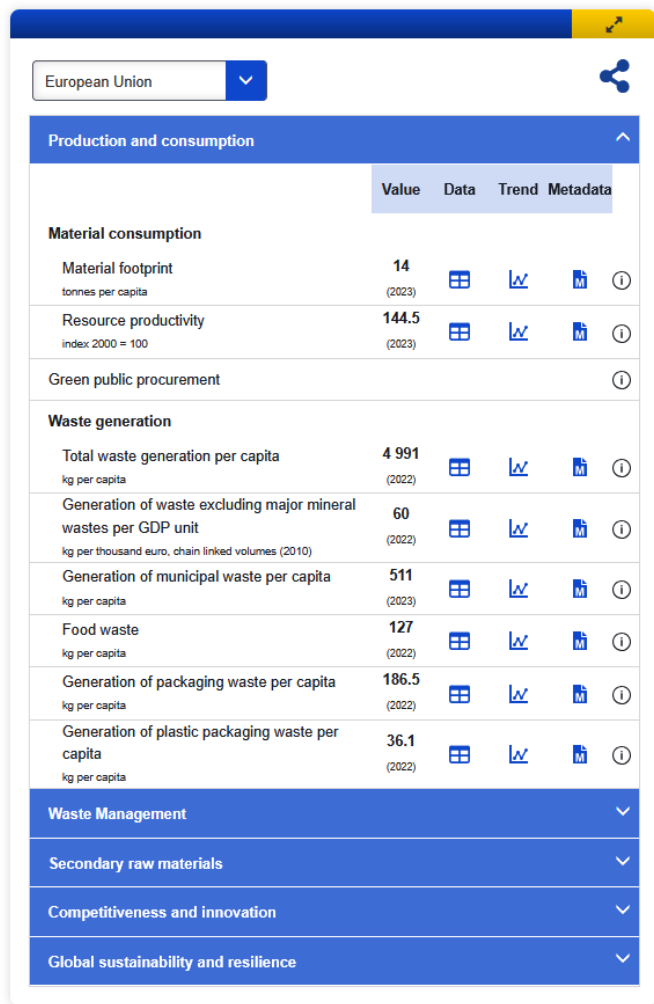 European Union
Production and consumption
Value Data Trend Metadata
Material consumption
Material footprint
tonnes per capita
14
(2023)
Resource productivity
index 2000 = 100
144.5
(2023)
Green public procurement
Waste generation
Total waste generation per capita
kg per capita
4 991
(2022)
Generation of waste excluding major mineral
wastes per GDP unit
kg per thousand euro, chain linked volumes (2010)
60
(2022)
Generation of municipal waste per capita
kg per capita
511
(2023)
Food waste
kg per capita
127
(2022)
Generation of packaging waste per capita
kg per capita
186.5
(2022)
Generation of plastic packaging waste per
capita
kg per capita
36.1
(2022)
Waste Management
Secondary raw materials
Competitiveness and innovation
Global sustainability and resilience